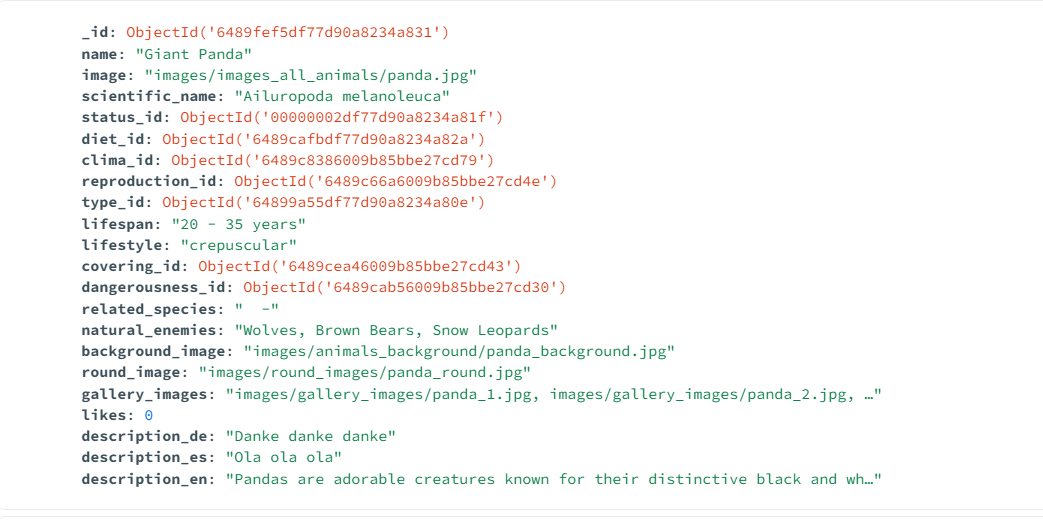 _id: ObjectId('6489fef5df77d90a8234a831')
name: "Giant Panda"
image: "images/images_all_animals/panda.jpg"
scientific_name: "Ailuropoda melanoleuca"
status_id: ObjectId('00000002df77d90a8234a81f')
diet_id: ObjectId('6489cafbdf77d90a8234a82a')
clima_id: ObjectId('6489c8386009b85bbe27cd79')
reproduction_id: ObjectId('6489c66a6009b85bbe27cd4e')
type_id: ObjectId('64899a55df77d90a8234a80e')
lifespan: "20 - 35 years"
lifestyle: "crepuscular"
covering_id: ObjectId('6489cea46009b85bbe27cd43')
dangerousness_id: ObjectId('6489cab56009b85bbe27cd30')
related_species: "  -"
natural_enemies: "Wolves, Brown Bears, Snow Leopards"
background_image: "images/animals_background/panda_background.jpg"
round_image: "images/round_images/panda_round.jpg"
gallery_images: "images/gallery_images/panda_1.jpg, images/gallery_images/panda_2.jpg, …"
likes: 0
description_de: "Danke danke danke"
description_es: "Ola ola ola"
description_en: "Pandas are adorable creatures known for their distinctive black and wh…"